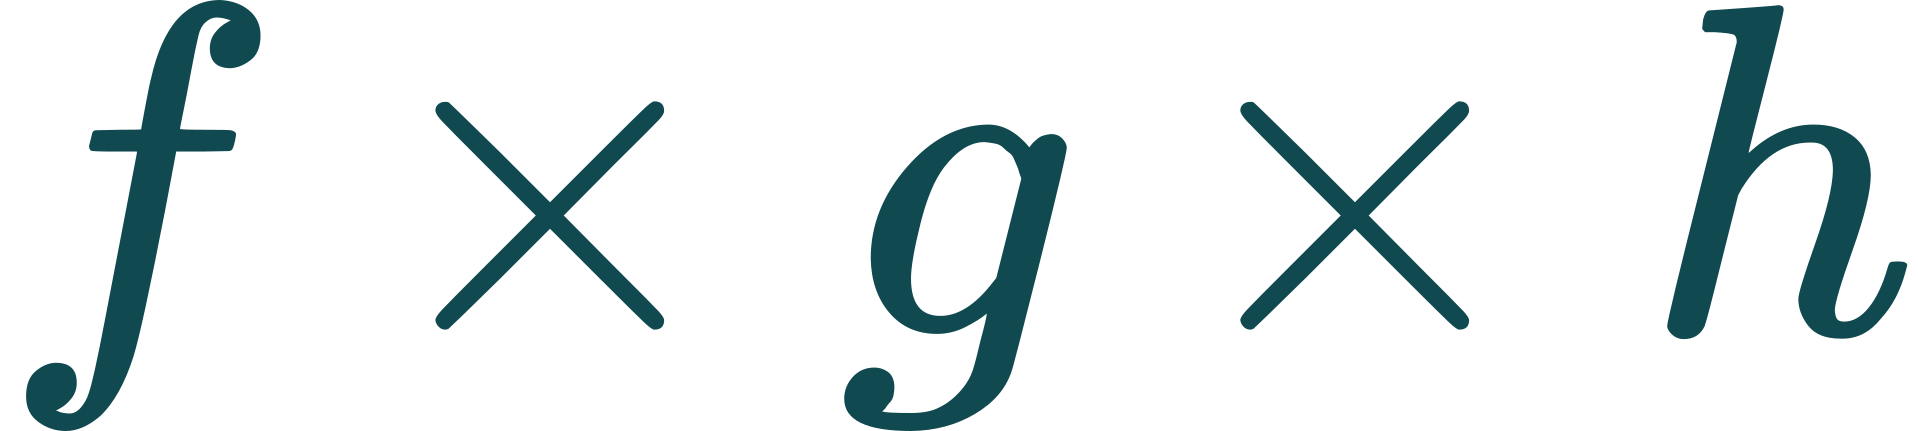 f × g × h